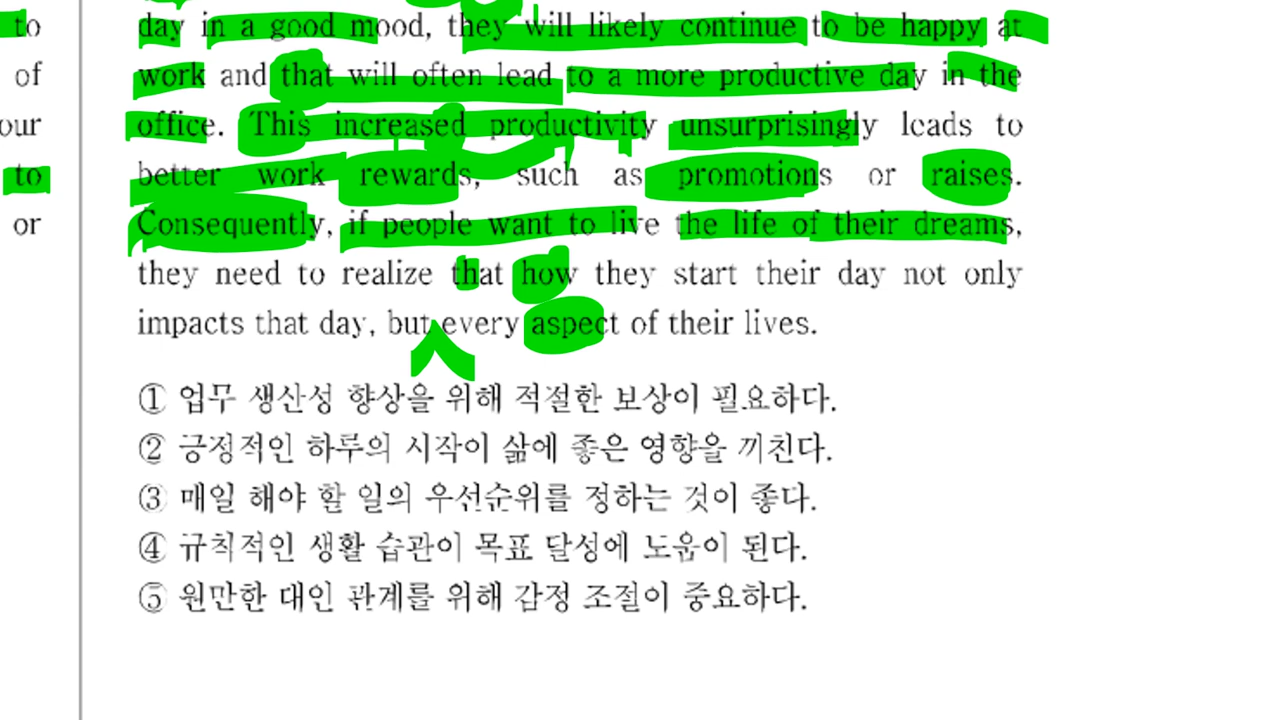 to
of
our
to
or
day in a good mood, they will likely continue to be happy at
work and that will often lead to a more productive day in the
office. This increased productivity unsurprisingly leads to
better work rewards, such as promotions or raises.
Consequently, if people want to live the life of their dreams,
they need to realize that how they start their day not only
impacts that day, but every aspect of their lives.
① 업무 생산성 향상을 위해 적절한 보상이 필요하다.
② 긍정적인 하루의 시작이 삶에 좋은 영향을 끼친다.
③ 매일 해야 할 일의 우선순위를 정하는 것이 좋다.
④ 규칙적인 생활 습관이 목표 달성에 도움이 된다.
⑤ 원만한 대인 관계를 위해 감정 조절이 중요하다.